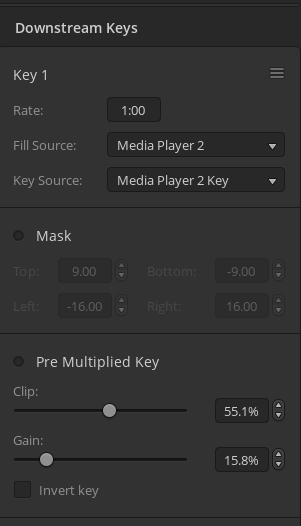 Downstream Keys
Key 1
Rate: 1:00
Fill Source: Media Player 2
Key Source: Media Player 2 Key
Mask
Top: 9.00 Bottom: -9.00
Left: -16.00 Right: 16.00
Pre Multiplied Key
Clip:
55.1%
Gain:
15.8%
Invert key